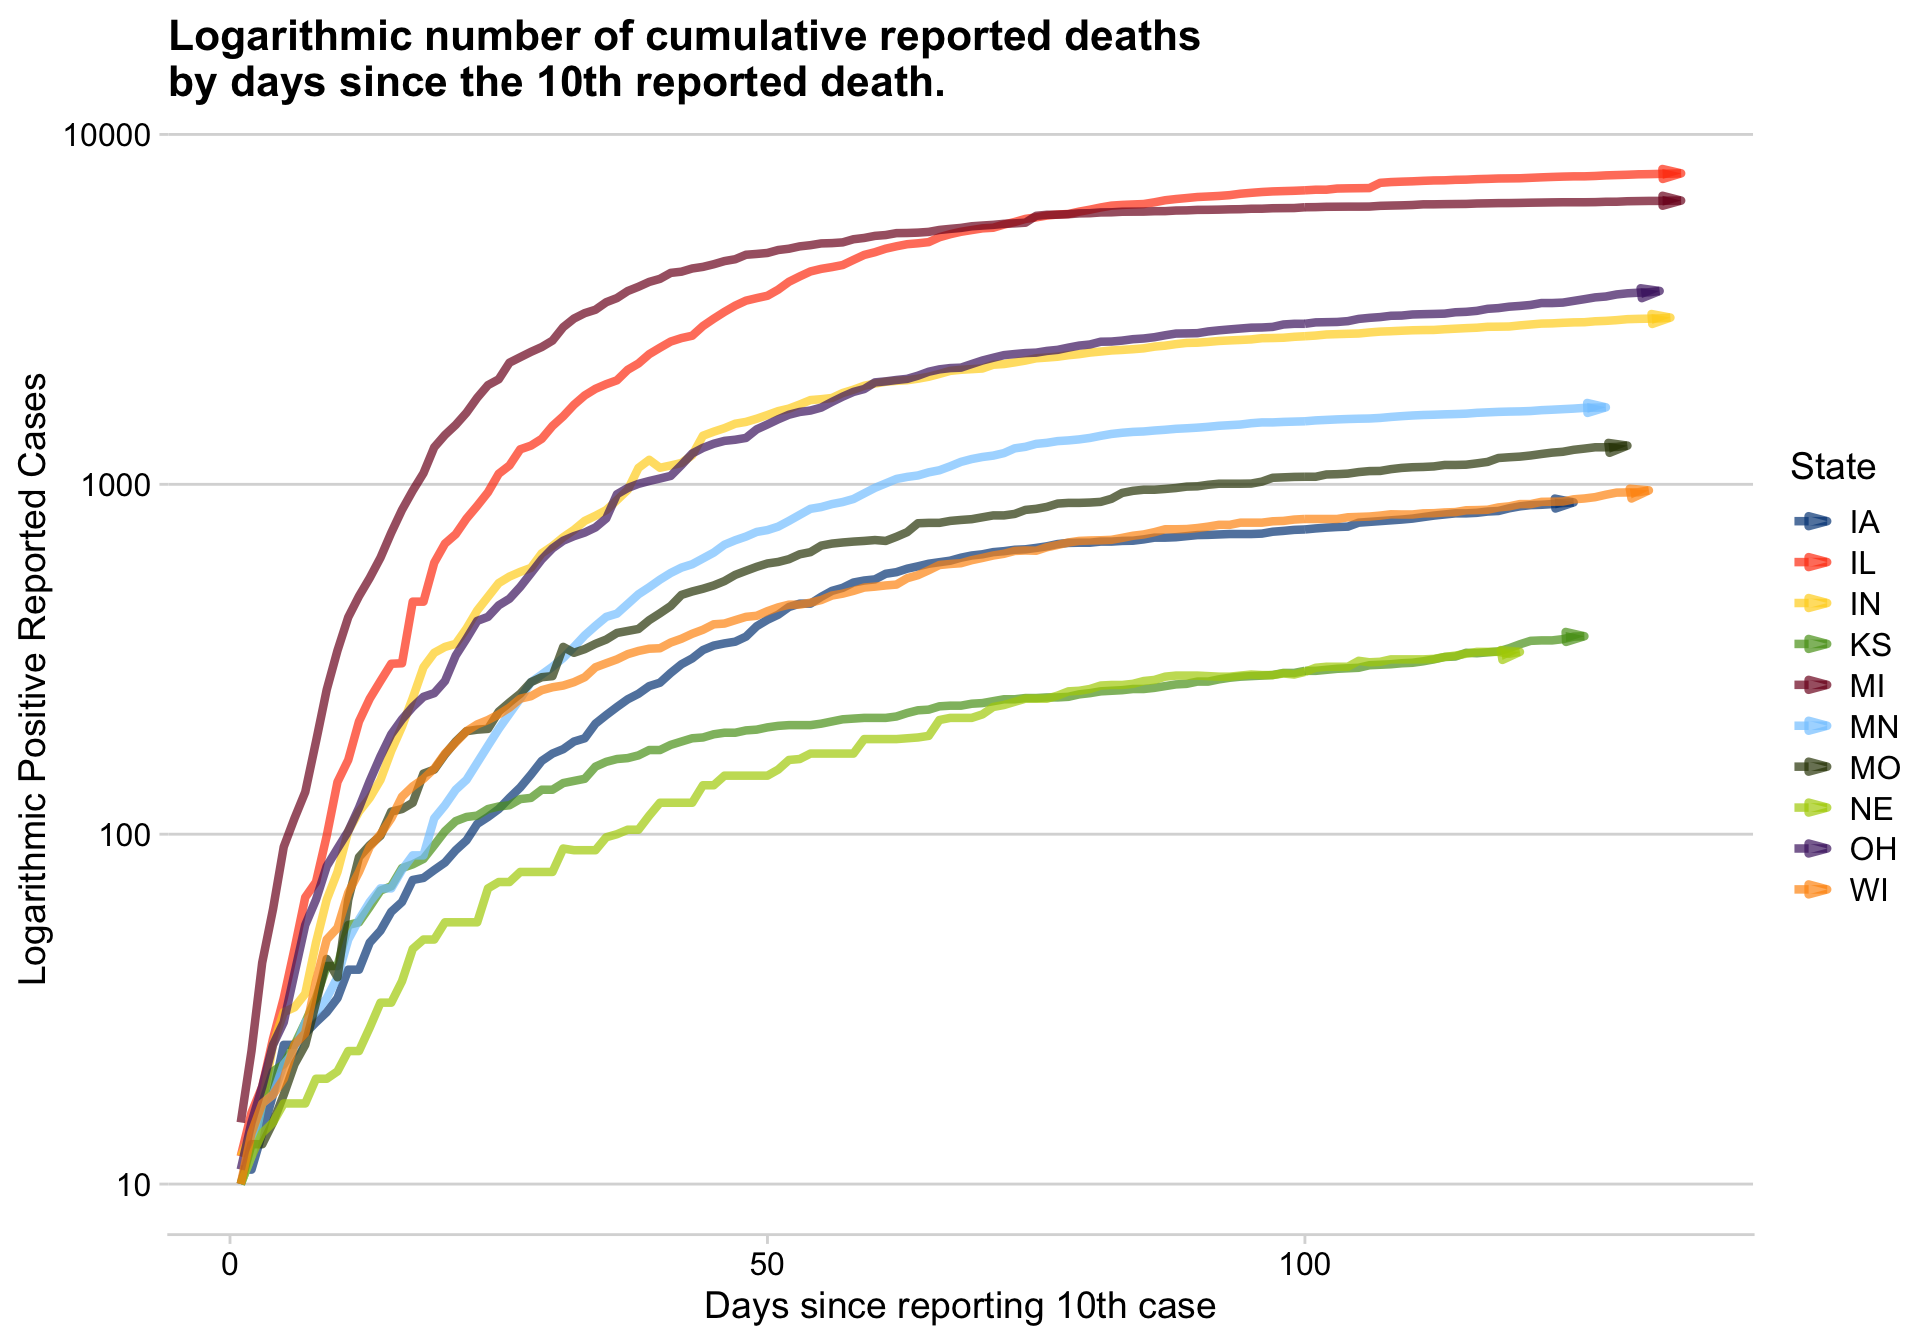 Logarithmic number of cumulative reported deaths
by days since the 10th reported death.
10000
1000
100
10
Logarithmic Positive Reported Cases
0
50
100
Days since reporting 10th case
State
IA
IL
IN
KS
MI
MN
MO
NE
OH
WI